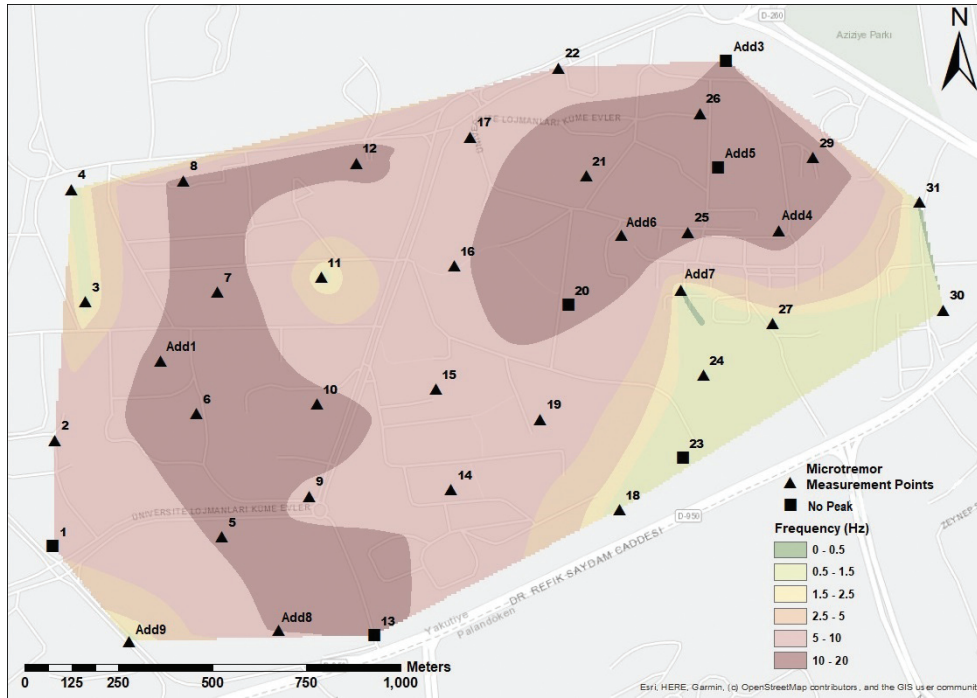 D-260
Aziziye Parkı
N
Add3
22
26
17
ÜNİVERSİTE LOJMANLARI KÜME EVLER
12
8
4
21
Add5
29
31
Add6
25
Add4
16
11
7
3
20
Add7
30
27
Add1
24
15
10
6
19
2
23
14
9
18
UNIVERSITE LOJMANLARI KÜME EVLER
5
1
D-950
DR. REFİK SAYDAM CADDESİ
Yakutiye
Palandöken
Add9
Add8
13
Microtremor
Measurement Points
No Peak
Frequency (Hz)
0 - 0.5
0.5 - 1.5
1.5 - 2.5
2.5 - 5
5 - 10
10 - 20
Meters
0 125 250 500 750 1,000
Esri, HERE, Garmin, (c) OpenStreetMap contributors, and the GIS user communit